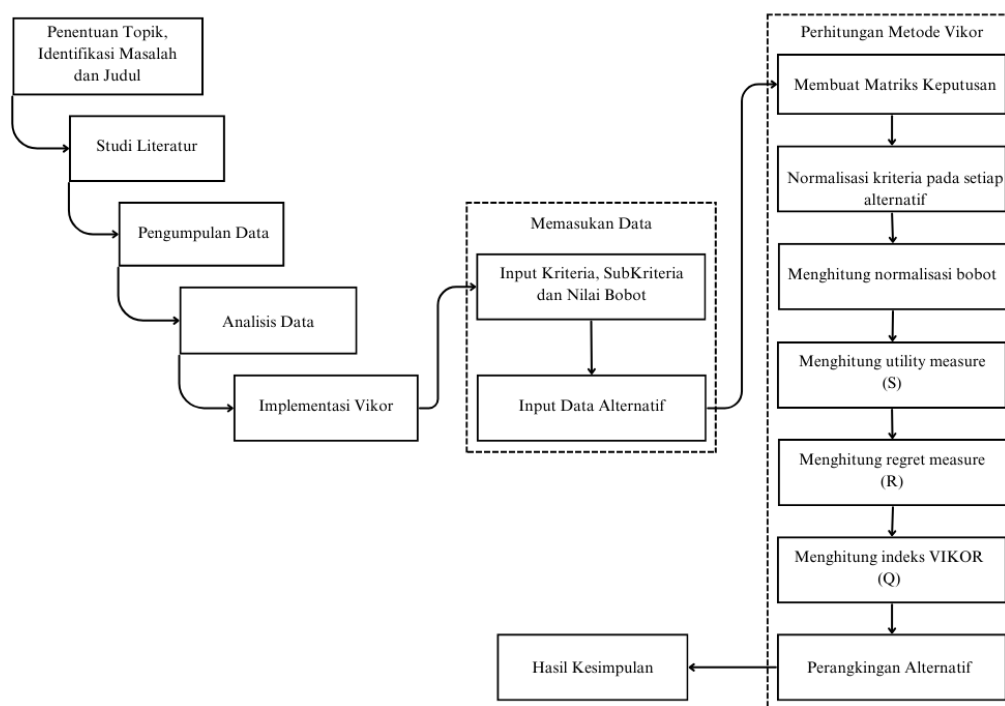 Penentuan Topik,
Identifikasi Masalah
dan Judul
Studi Literatur
Pengumpulan Data
Analisis Data
Implementasi Vikor
Memasukan Data
Input Kriteria, SubKriteria
dan Nilai Bobot
Input Data Alternatif
Perhitungan Metode Vikor
Membuat Matriks Keputusan
Normalisasi kriteria pada setiap
alternatif
Menghitung normalisasi bobot
Menghitung utility measure
(S)
Menghitung regret measure
(R)
Menghitung indeks VIKOR
(Q)
Perangkingan Alternatif
Hasil Kesimpulan